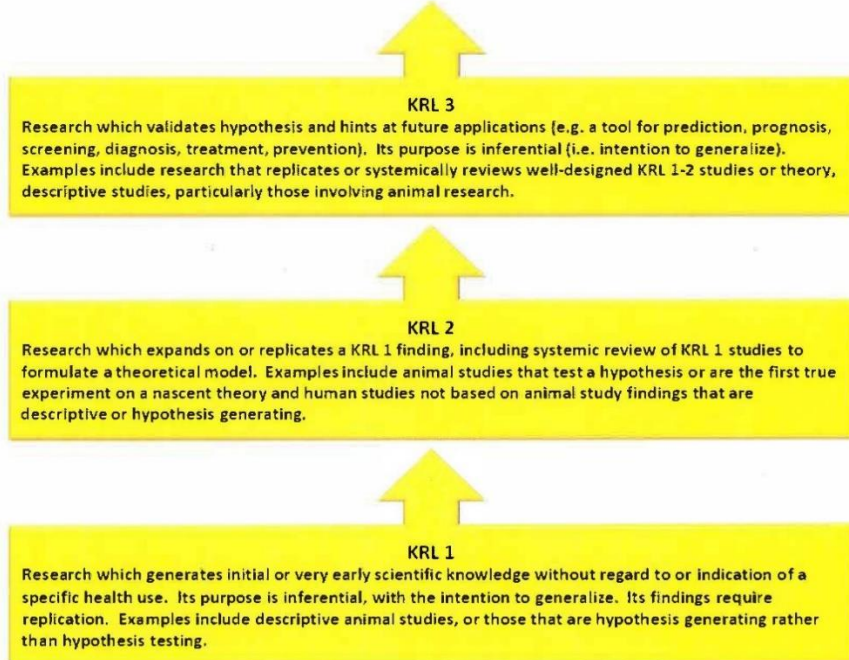 KRL 3
Research which validates hypothesis and hints at future applications (e.g. a tool for prediction, prognosis,
screening, diagnosis, treatment, prevention). Its purpose is inferential (i.e. intention to generalize).
Examples include research that replicates or systemically reviews well-designed KRL 1-2 studies or theory,
descriptive studies, particularly those involving animal research.
KRL 2
Research which expands on or replicates a KRL 1 finding, including systemic review of KRL 1 studies to
formulate a theoretical model. Examples include animal studies that test a hypothesis or are the first true
experiment on a nascent theory and human studies not based on animal study findings that are
descriptive or hypothesis generating.
KRL 1
Research which generates initial or very early scientific knowledge without regard to or indication of a
specific health use. Its purpose is inferential, with the intention to generalize. Its findings require
replication. Examples include descriptive animal studies, or those that are hypothesis generating rather
than hypothesis testing.